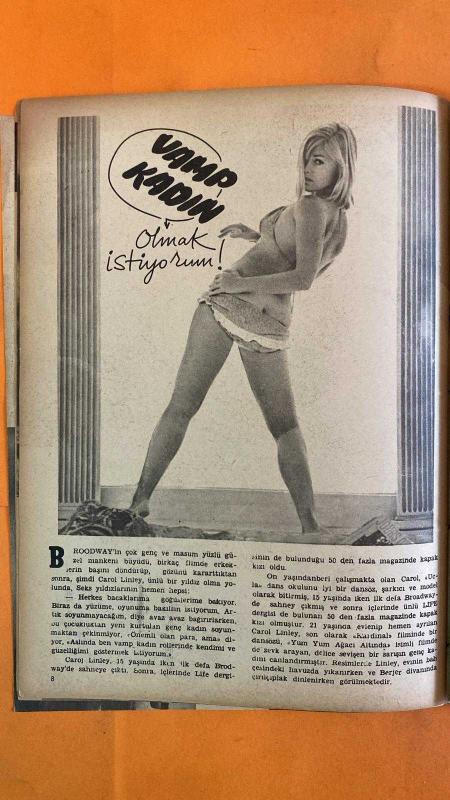 VAMP
KADIN
Olmak
istiyorum!
BROODWAY'in çok genç ve masum yüzlü gü-
zel mankeni büyüdü, birkaç filmde erkek-
lerin başını döndürüp, gözünü kararttıktan
sonra, şimdi Carol Linley, ünlü bir yıldız olma yo-
lunda, Seks yıldızlarının hemen hepsi:
— Herkes bacaklarıma göğüslerime bakıyor.
Biraz da yüzüme, oyunuma bakılsın istiyorum, Ar-
tık soyunmayacağım, diye avaz avaz bağırırlarken,
bu çocukluktan yeni kurtulan genç kadın soyun-
maktan çekinmiyor. «Önemli olan para, ama» di-
yor, «Aslında ben vamp kadın rollerinde kendimi ve
güzelliğimi göstermek istiyorum.»
Carol Linley, 15 yaşında iken ilk defa Brod-
way'de sahneye çıktı. Sonra, içlerinde Life dergi-
8
sinin de bulunduğu 50 den fazla magazinde kapak
kızı oldu.
On yaşındanberi çalışmakta olan Carol,
dans okulunu iyi bir dansöz, şarkıcı ve model
olarak bitirmiş, 15 yaşında iken ilk defa Broadway-
de sahneye çıkmış ve sonra içlerinde ünlü LIFE
dergisi de bulunan 50 den fazla magazinde kapak
kızı olmuştur. 21 yaşında evlenip hemen ayrılan
Carol Linley, son olarak «Kardinal» filminde bir
dansözü, «Yum Yum Ağacı Altında» isimli filmde
de zevk arayan, delice sevişen bir sarışın genç ka-
dını canlandırmıştır. Resimlerde Linley, evinin bah-
çesindeki havuzda yıkanırken ve Berjer divanında
çırılçıplak dinlenirken görülmektedir.